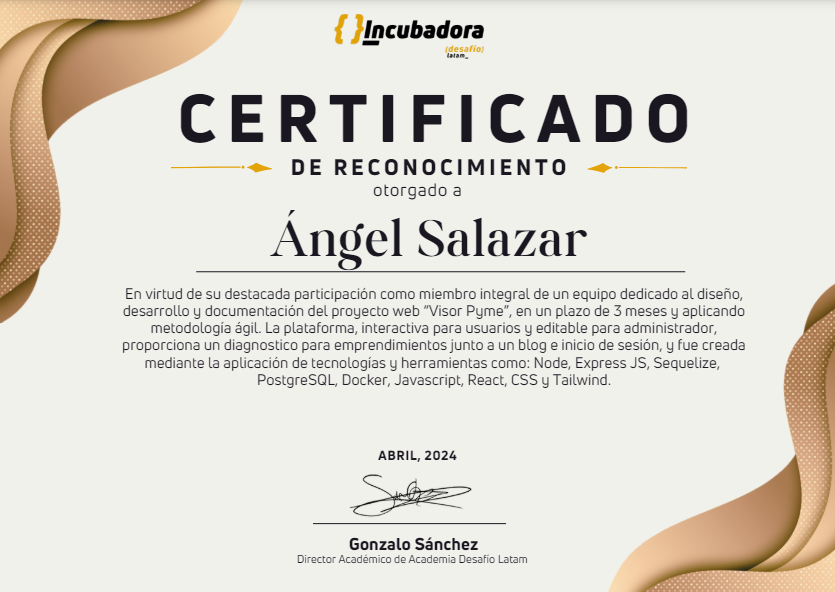 { }Incubadora
{desafío}
latam_
CERTIFICADO
DE RECONOCIMIENTO
otorgado a
Ángel Salazar
En virtud de su destacada participación como miembro integral de un equipo dedicado al diseño,
desarrollo y documentación del proyecto web “Visor Pyme”, en un plazo de 3 meses y aplicando
metodología ágil. La plataforma, interactiva para usuarios y editable para administrador,
proporciona un diagnostico para emprendimientos junto a un blog e inicio de sesión, y fue creada
mediante la aplicación de tecnologías y herramientas como: Node, Express JS, Sequelize,
PostgreSQL, Docker, Javascript, React, CSS y Tailwind.
ABRIL, 2024
Gonzalo Sánchez
Director Académico de Academia Desafío Latam